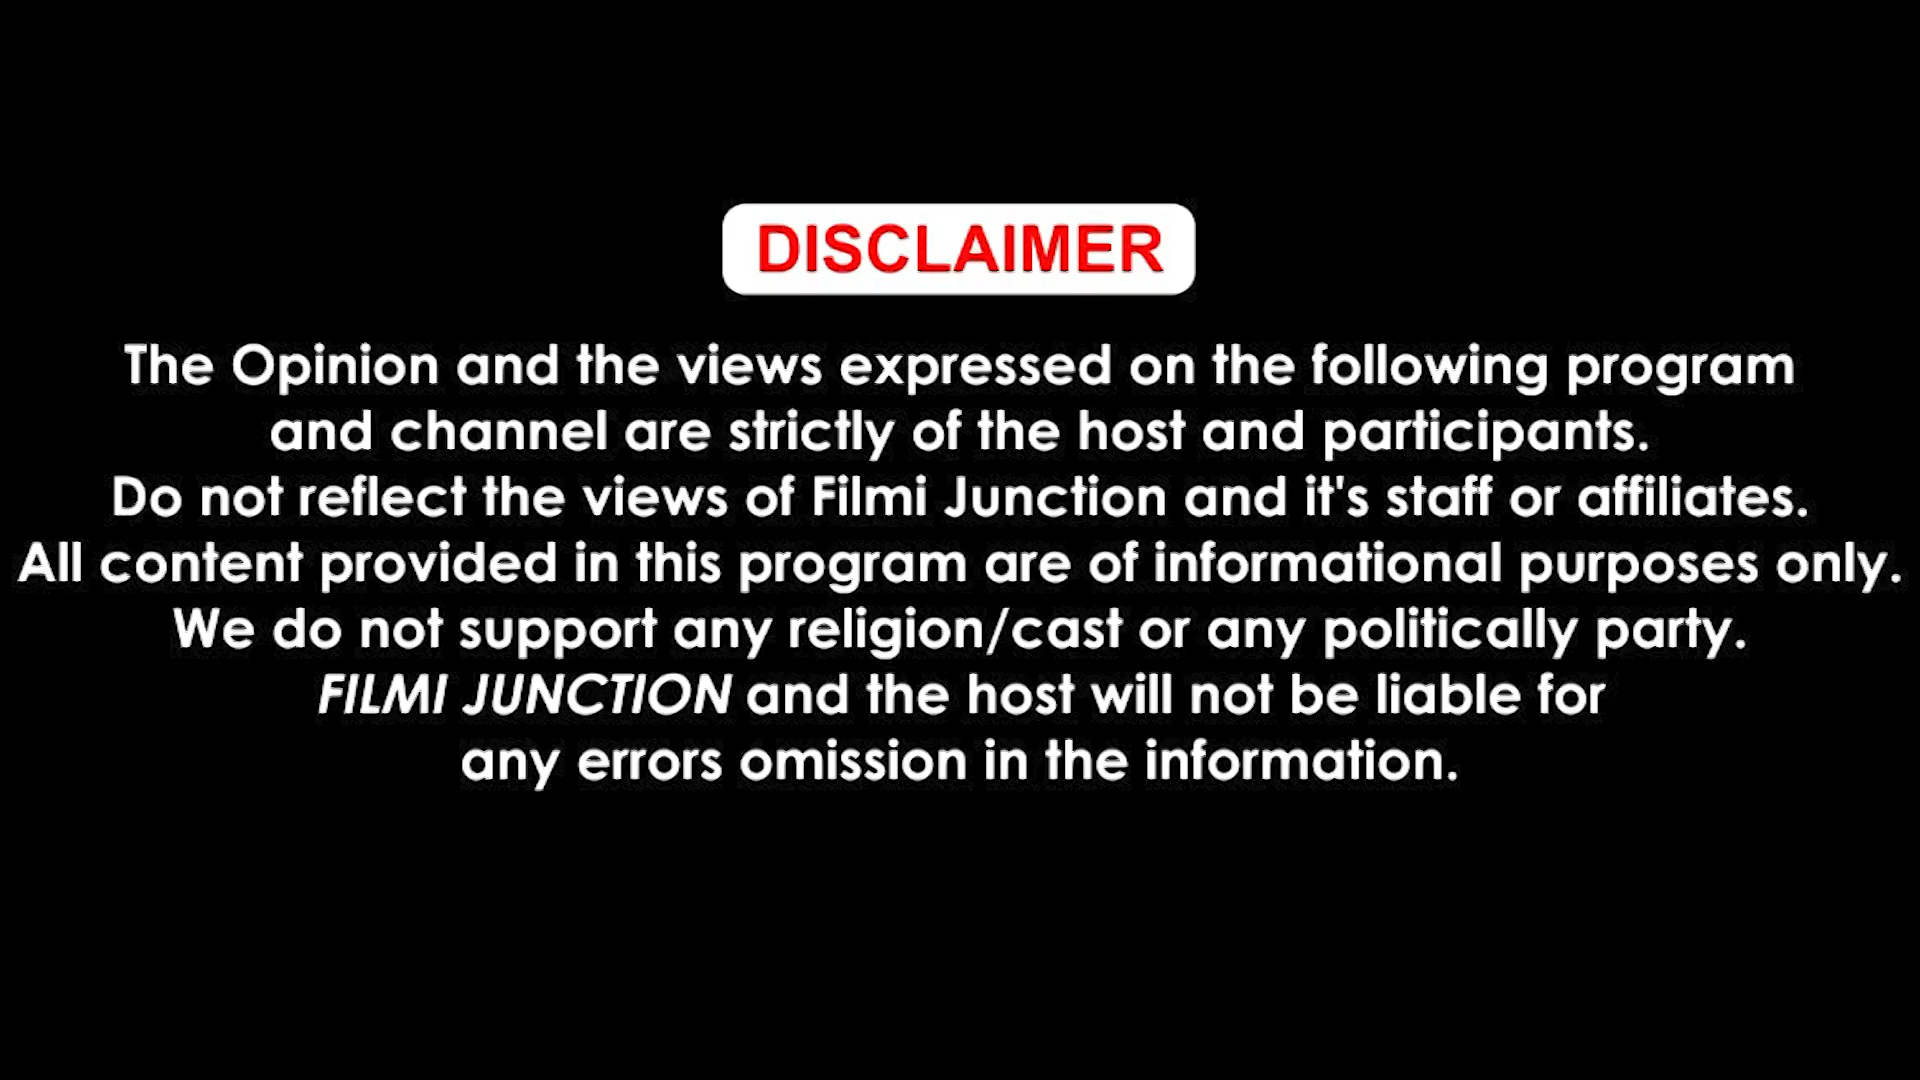 DISCLAIMER
The Opinion and the views expressed on the following program
and channel are strictly of the host and participants.
Do not reflect the views of Filmi Junction and it's staff or affiliates.
All content provided in this program are of informational purposes only.
We do not support any religion/cast or any politically party.
FILMI JUNCTION and the host will not be liable for
any errors omission in the information.